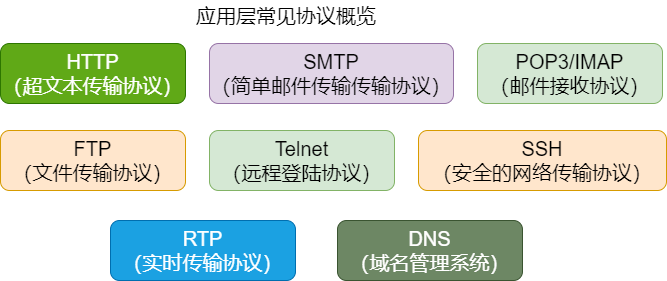 应用层常见协议概览
HTTP
(超文本传输协议)
SMTP
(简单邮件传输传输协议)
POP3/IMAP
(邮件接收协议)
FTP
(文件传输协议)
Telnet
(远程登陆协议)
SSH
(安全的网络传输协议)
RTP
(实时传输协议)
DNS
(域名管理系统)